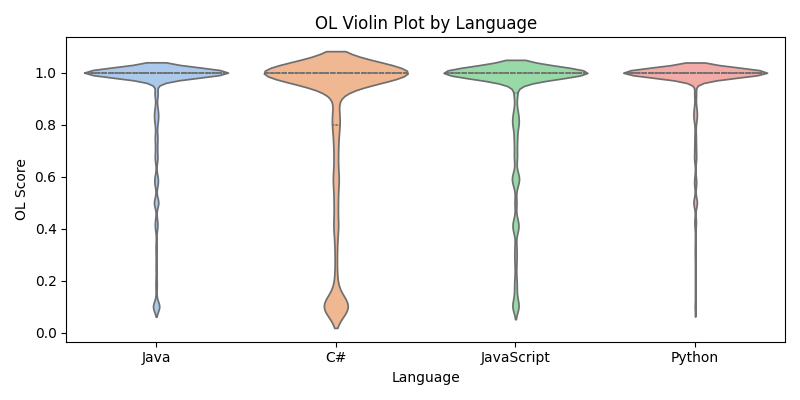 OL Violin Plot by Language
OL Score
1.0
0.8
0.6
0.4
0.2
0.0
Java
C#
JavaScript
Python
Language